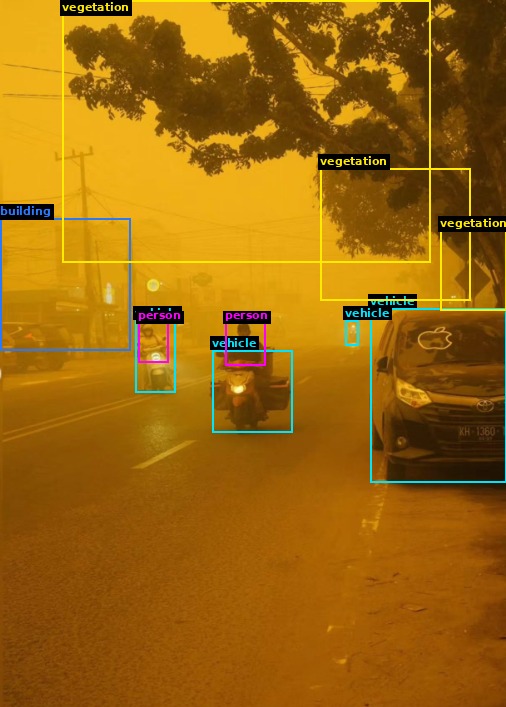 vegetation
vegetation
building
vegetation
vehicle
vehicle
person
person
vehicle
KH-1360